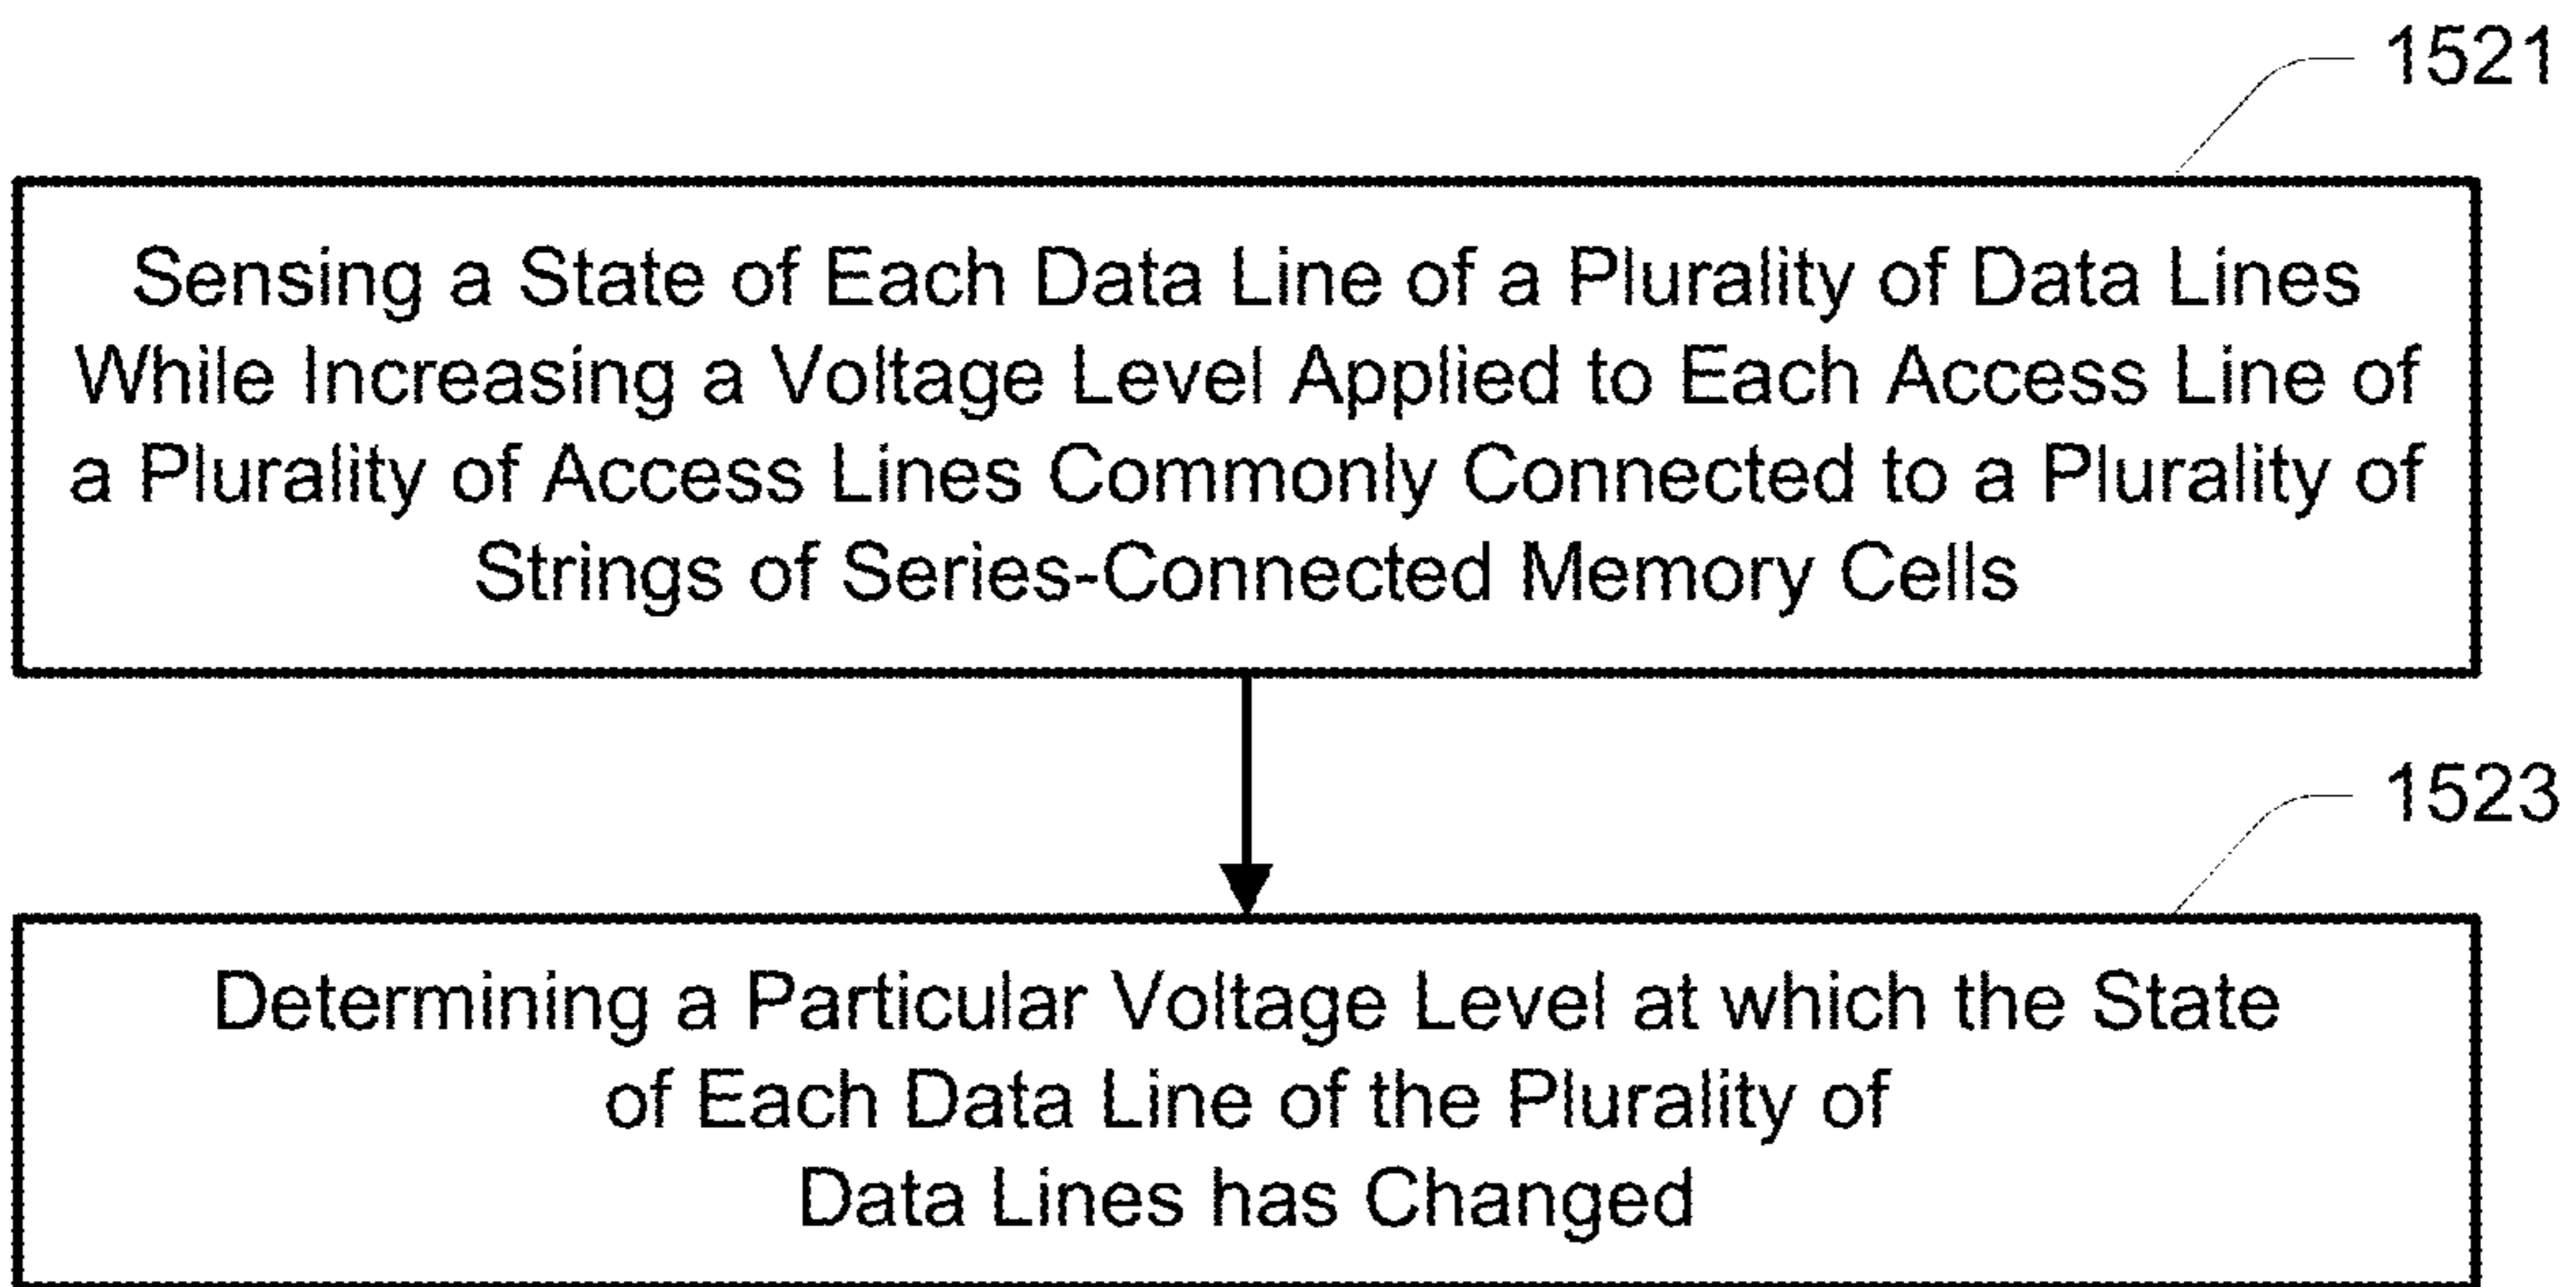 1521
Sensing a State of Each Data Line of a Plurality of Data Lines
While Increasing a Voltage Level Applied to Each Access Line of
a Plurality of Access Lines Commonly Connected to a Plurality of
Strings of Series-Connected Memory Cells
1523
Determining a Particular Voltage Level at which the State
of Each Data Line of the Plurality of
Data Lines has Changed